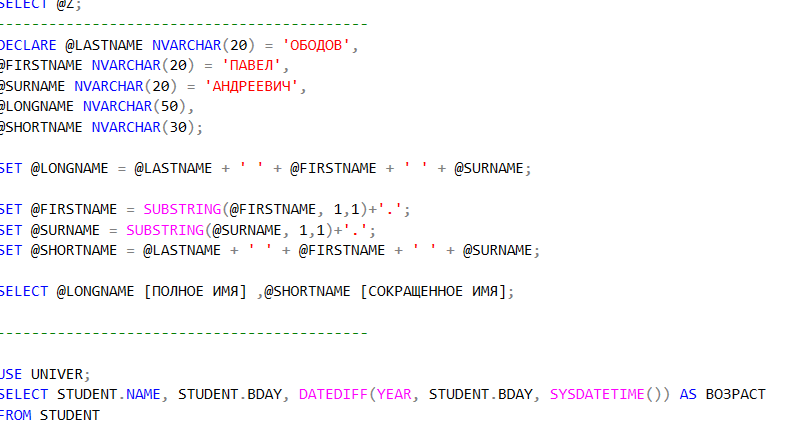 SELECT @Z;
-------------------------------------------
DECLARE @LASTNAME NVARCHAR(20) = 'ОБОДОВ',
@FIRSTNAME NVARCHAR(20) = 'ПАВЕЛ',
@SURNAME NVARCHAR(20) = 'АНДРЕЕВИЧ',
@LONGNAME NVARCHAR(50),
@SHORTNAME NVARCHAR(30);
SET @LONGNAME = @LASTNAME + ' ' + @FIRSTNAME + ' ' + @SURNAME;
SET @FIRSTNAME = SUBSTRING(@FIRSTNAME, 1,1)+'.';
SET @SURNAME = SUBSTRING(@SURNAME, 1,1)+'.';
SET @SHORTNAME = @LASTNAME + ' ' + @FIRSTNAME + ' ' + @SURNAME;
SELECT @LONGNAME [ПОЛНОЕ ИМЯ] ,@SHORTNAME [СОКРАЩЕННОЕ ИМЯ];
-------------------------------------------
USE UNIVER;
SELECT STUDENT.NAME, STUDENT.BDAY, DATEDIFF(YEAR, STUDENT.BDAY, SYSDATETIME()) AS ВОЗРАСТ
FROM STUDENT